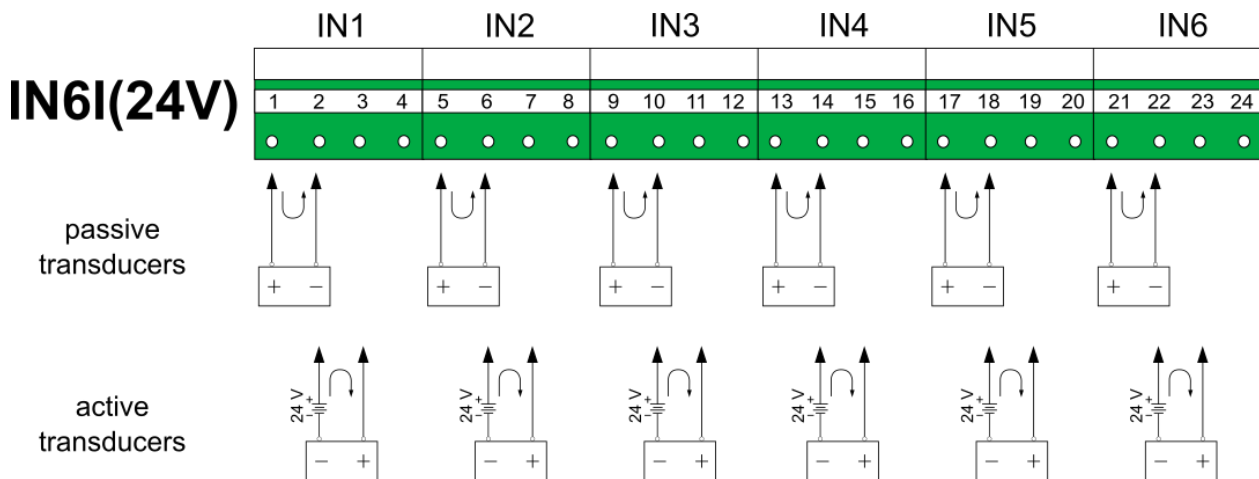 IN1 IN2 IN3 IN4 IN5 IN6
IN6I(24V)
1 2 3 4 5 6 7 8 9 10 11 12 13 14 15 16 17 18 19 20 21 22 23 24
passive
transducers
+ − + − + − + − + − + −
24 V + − 24 V + − 24 V + − 24 V + − 24 V + − 24 V + −
active
transducers
− + − + − + − + − + − +